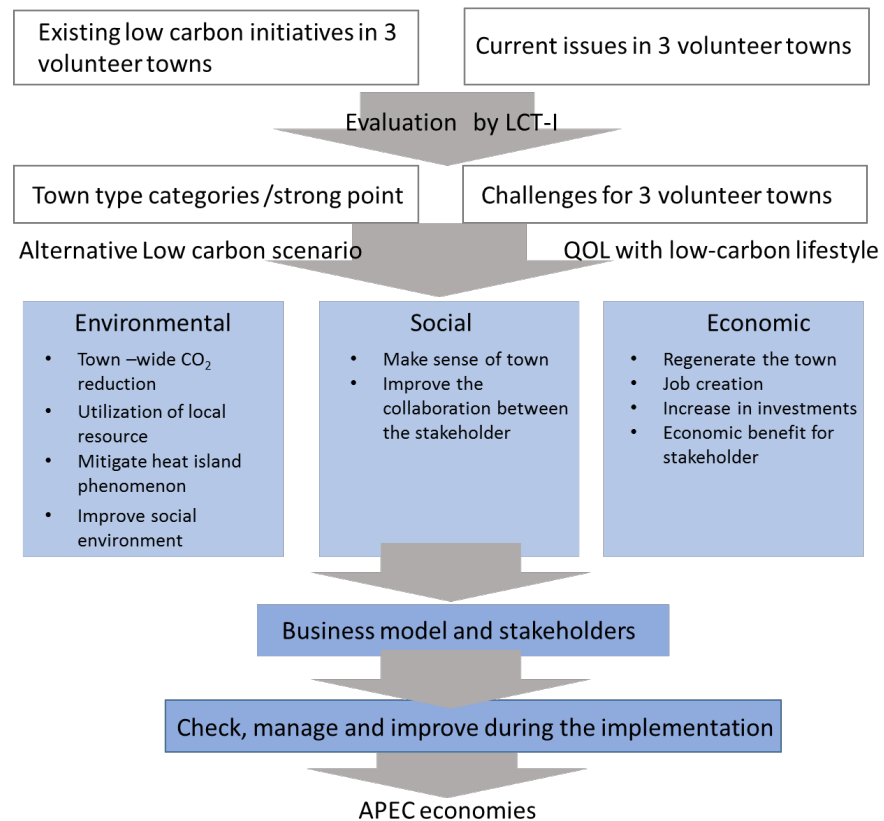 Existing low carbon initiatives in 3
volunteer towns
Current issues in 3 volunteer towns
Evaluation by LCT-I
Town type categories /strong point
Challenges for 3 volunteer towns
Alternative Low carbon scenario
QOL with low-carbon lifestyle
Environmental
• Town –wide CO₂
reduction
• Utilization of local
resource
• Mitigate heat island
phenomenon
• Improve social
environment
Social
• Make sense of town
• Improve the
collaboration between
the stakeholder
Economic
• Regenerate the town
• Job creation
• Increase in investments
• Economic benefit for
stakeholder
Business model and stakeholders
Check, manage and improve during the implementation
APEC economies